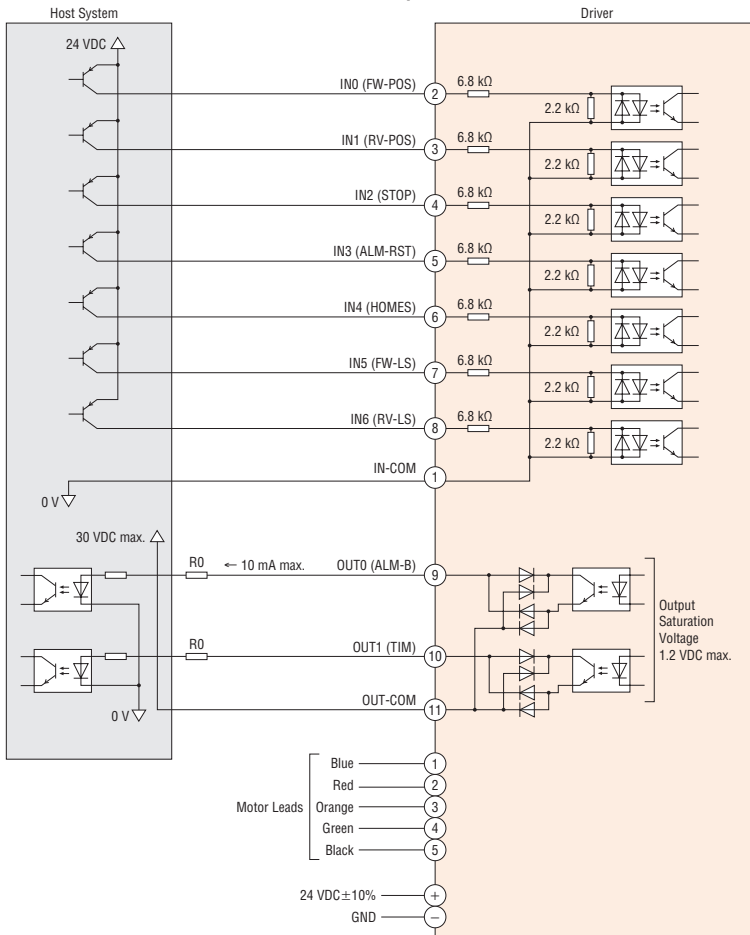 Host System
Driver
24 VDC
IN0 (FW-POS)
2
6.8 kΩ
2.2 kΩ
IN1 (RV-POS)
3
6.8 kΩ
2.2 kΩ
IN2 (STOP)
4
6.8 kΩ
2.2 kΩ
IN3 (ALM-RST)
5
6.8 kΩ
2.2 kΩ
IN4 (HOMES)
6
6.8 kΩ
2.2 kΩ
IN5 (FW-LS)
7
6.8 kΩ
2.2 kΩ
IN6 (RV-LS)
8
6.8 kΩ
2.2 kΩ
IN-COM
1
0 V
30 VDC max.
R0
← 10 mA max.
OUT0 (ALM-B)
9
R0
OUT1 (TIM)
10
OUT-COM
11
0 V
Output
Saturation
Voltage
1.2 VDC max.
Motor Leads
Blue
1
Red
2
Orange
3
Green
4
Black
5
24 VDC±10%
+
GND
−